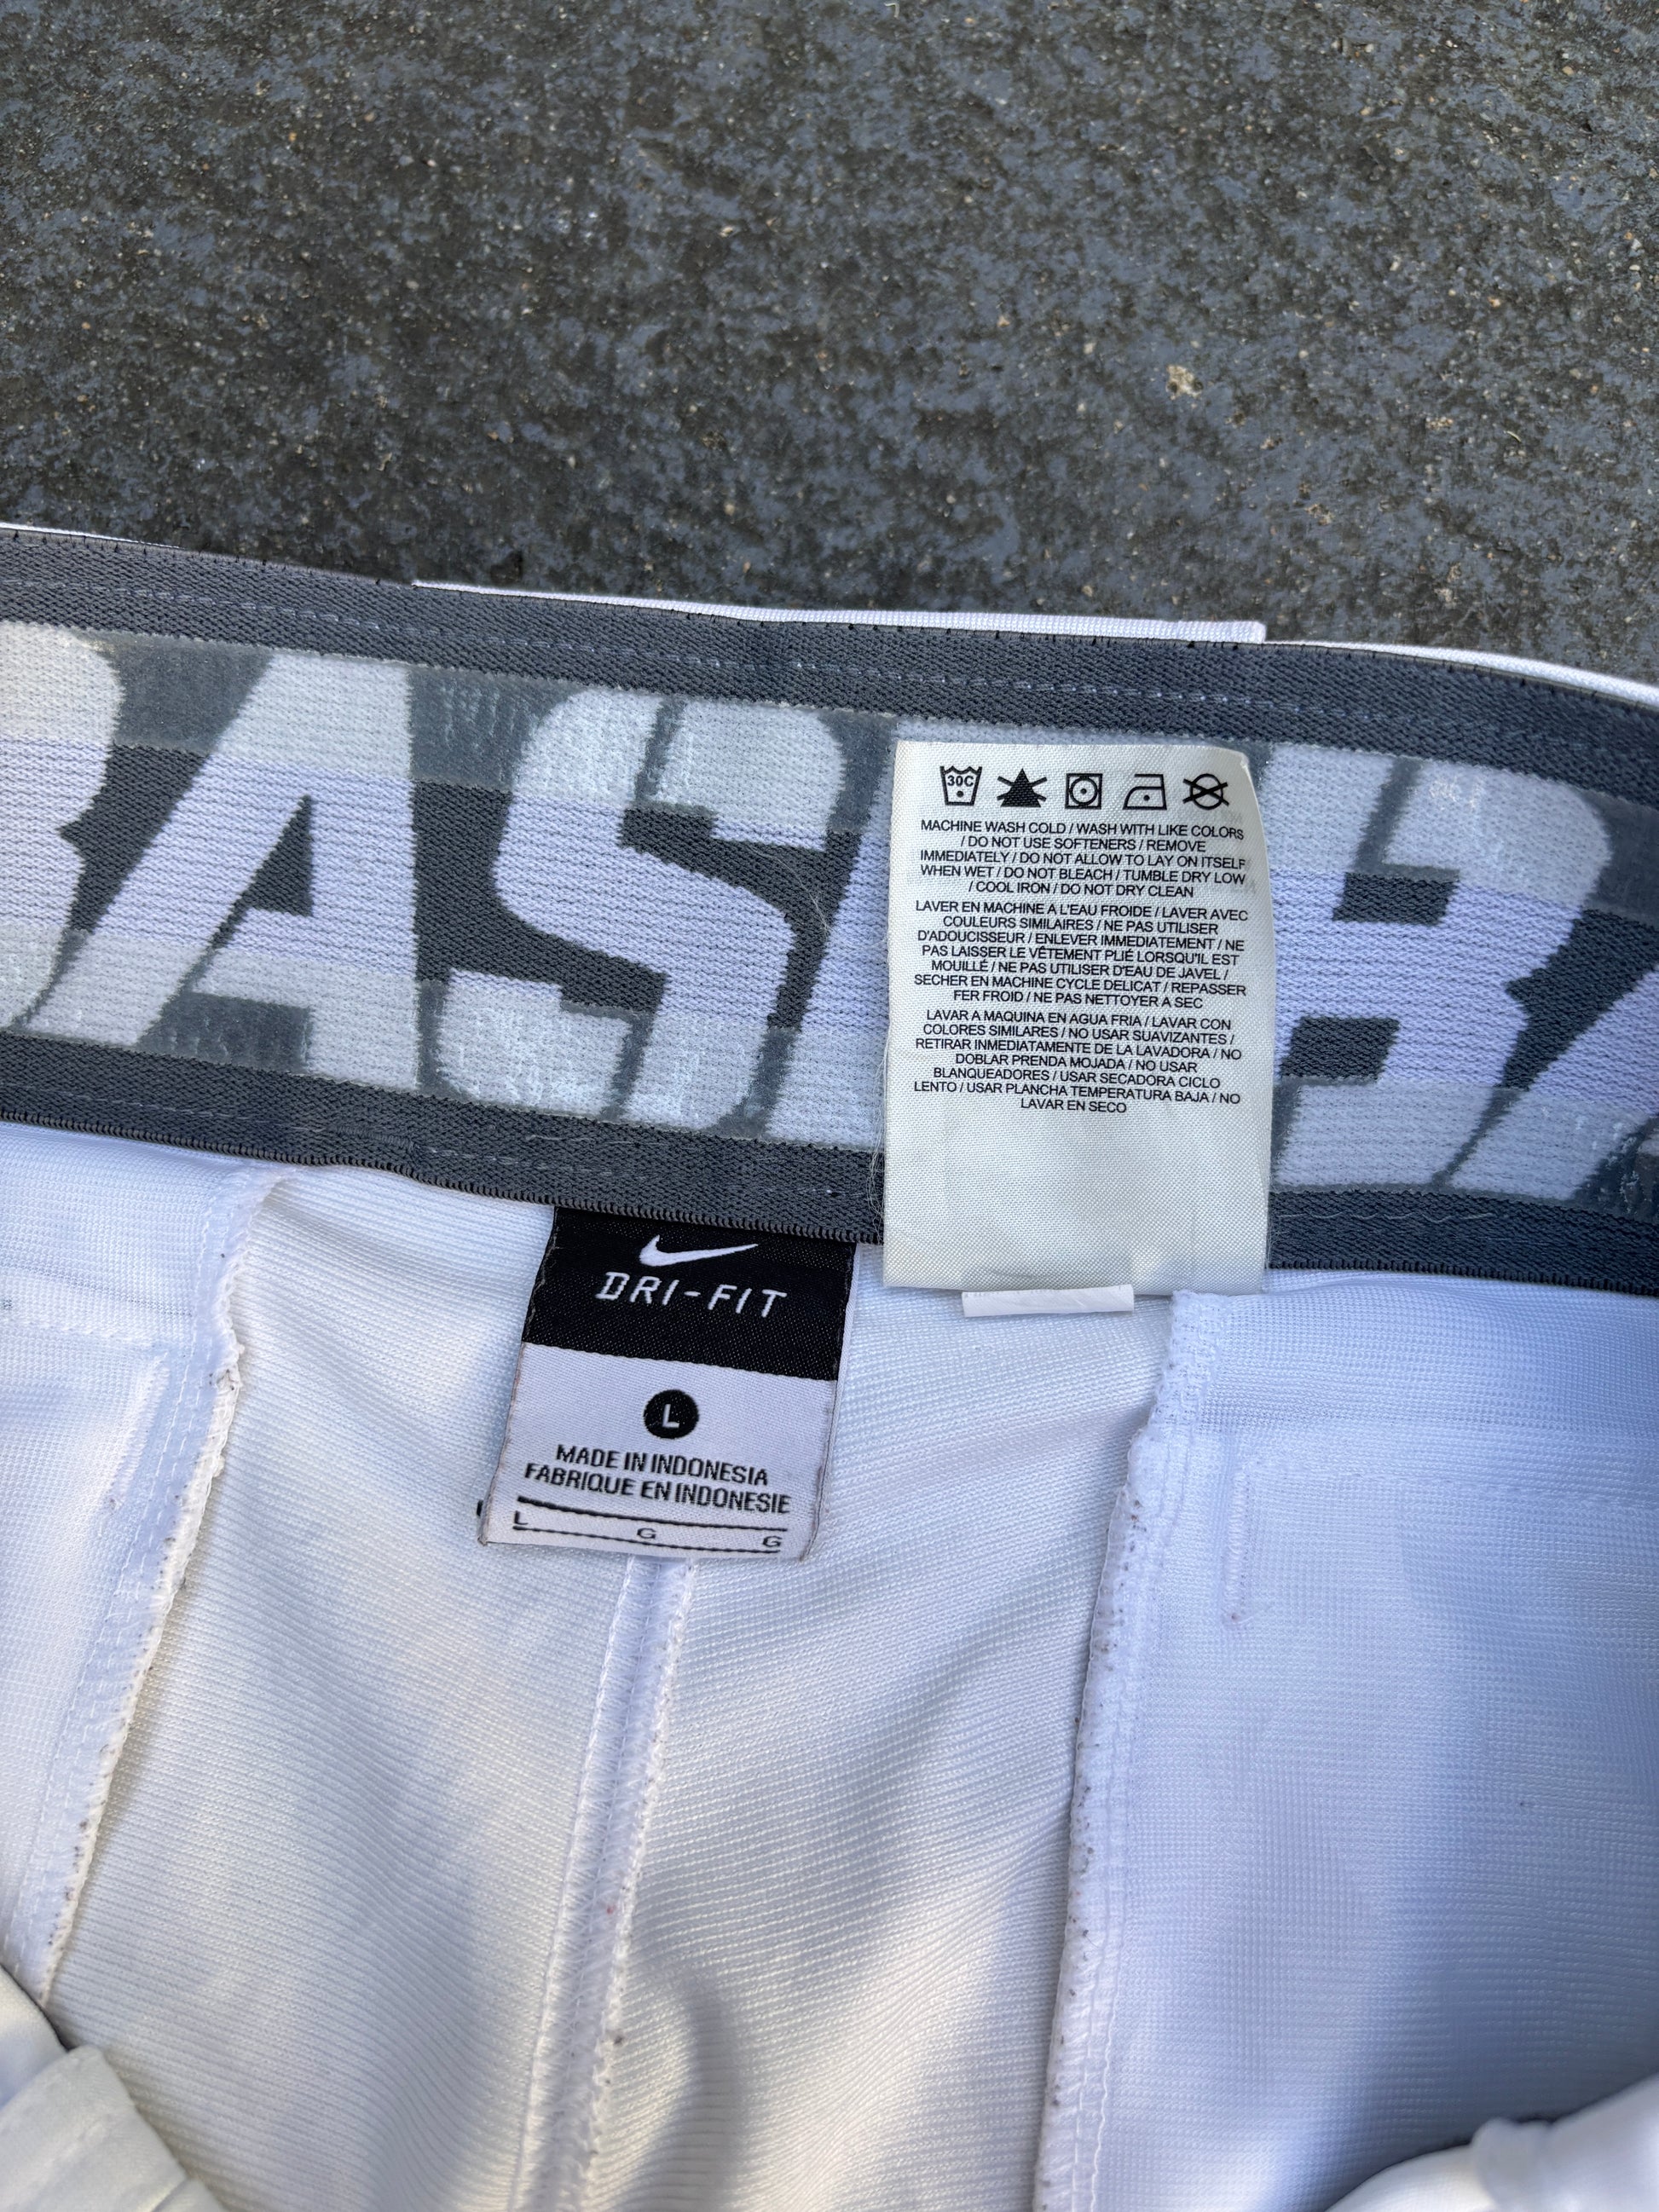 BASEBA
30C
MACHINE WASH COLD / WASH WITH LIKE COLORS
/ DO NOT USE SOFTENERS / REMOVE
IMMEDIATELY / DO NOT ALLOW TO LAY ON ITSELF
WHEN WET / DO NOT BLEACH / TUMBLE DRY LOW
/ COOL IRON / DO NOT DRY CLEAN
LAVER EN MACHINE A L'EAU FROIDE / LAVER AVEC
COULEURS SIMILAIRES / NE PAS UTILISER
D'ADOUCISSEUR / ENLEVER IMMEDIATEMENT / NE
PAS LAISSER LE VÊTEMENT PLIÉ LORSQU'IL EST
MOUILLÉ / NE PAS UTILISER D'EAU DE JAVEL /
SECHER EN MACHINE CYCLE DELICAT / REPASSER
FER FROID / NE PAS NETTOYER A SEC
LAVAR A MAQUINA EN AGUA FRIA / LAVAR CON
COLORES SIMILARES / NO USAR SUAVIZANTES /
RETIRAR INMEDIATAMENTE DE LA LAVADORA / NO
DOBLAR PRENDA MOJADA / NO USAR
BLANQUEADORES / USAR SECADORA CICLO
LENTO / USAR PLANCHA TEMPERATURA BAJA / NO
LAVAR EN SECO
DRI-FIT
L
MADE IN INDONESIA
FABRIQUE EN INDONESIE
L G G